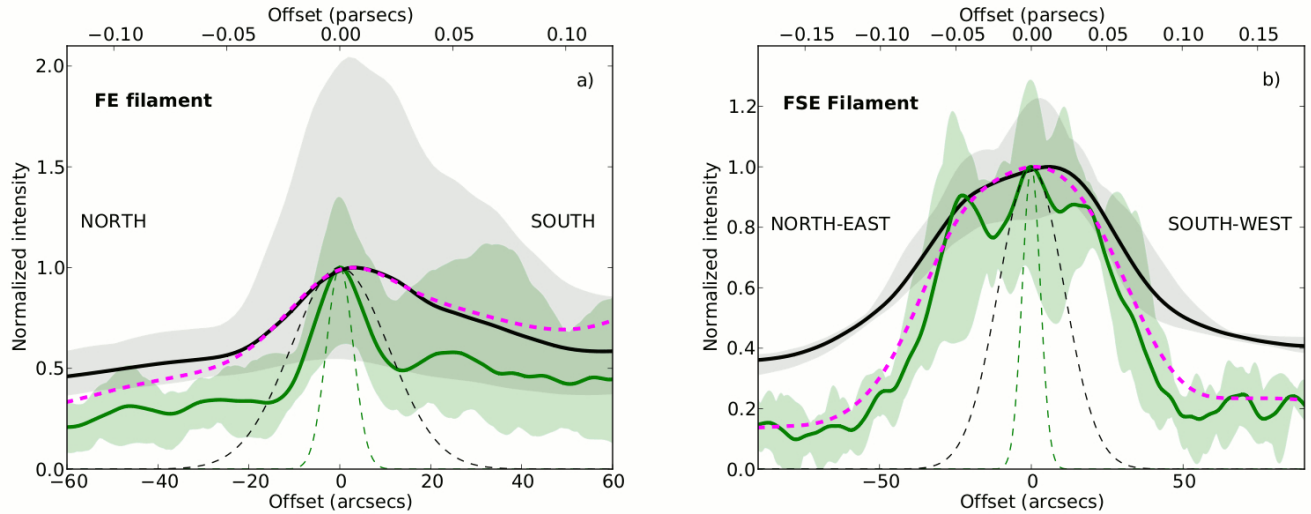 Offset (parsecs)
−0.10 −0.05 0.00 0.05 0.10
2.0
1.5
1.0
0.5
0.0
Normalized intensity
FE filament
a)
NORTH
SOUTH
−60 −40 −20 0 20 40 60
Offset (arcsecs)
Offset (parsecs)
−0.15 −0.10 −0.05 0.00 0.05 0.10 0.15
1.2
1.0
0.8
0.6
0.4
0.2
0.0
Normalized intensity
FSE Filament
b)
NORTH-EAST
SOUTH-WEST
−50 0 50
Offset (arcsecs)